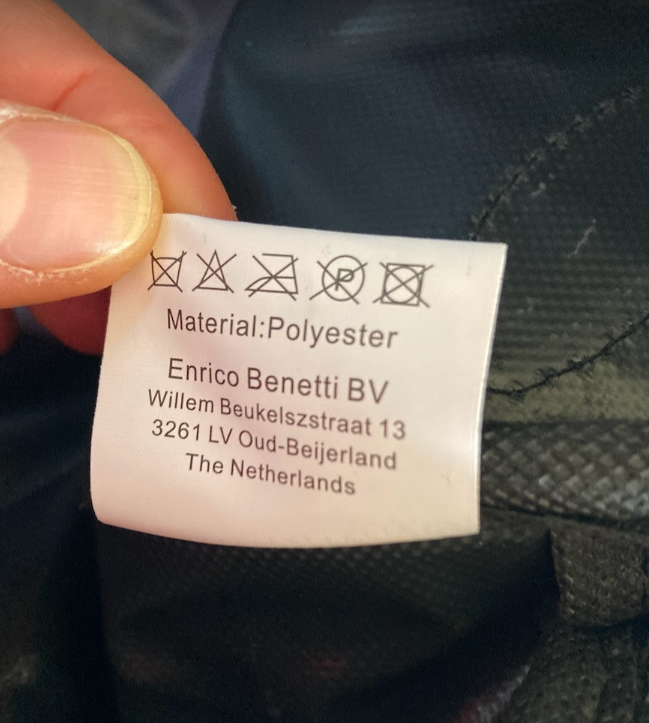 P
Material:Polyester
Enrico Benetti BV
Willem Beukelszstraat 13
3261 LV Oud-Beijerland
The Netherlands